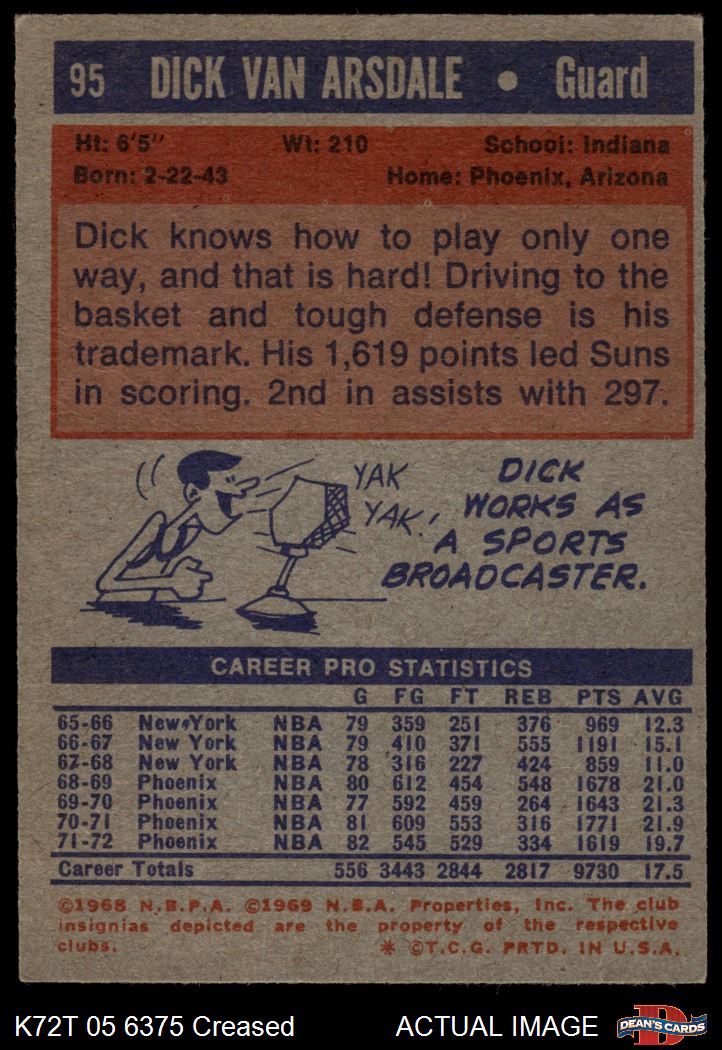 95 DICK VAN ARSDALE • Guard
Ht: 6'5" Wt: 210 School: Indiana
Born: 2-22-43 Home: Phoenix, Arizona
Dick knows how to play only one
way, and that is hard! Driving to the
basket and tough defense is his
trademark. His 1,619 points led Suns
in scoring. 2nd in assists with 297.
YAK
YAK!
DICK
WORKS AS
A SPORTS
BROADCASTER.
CAREER PRO STATISTICS
G FG FT REB PTS AVG
65-66 New York NBA 79 359 251 376 969 12.3
66-67 New York NBA 79 410 371 555 1191 15.1
67-68 New York NBA 78 316 227 424 859 11.0
68-69 Phoenix NBA 80 612 454 548 1678 21.0
69-70 Phoenix NBA 77 592 459 264 1643 21.3
70-71 Phoenix NBA 81 609 553 316 1771 21.9
71-72 Phoenix NBA 82 545 529 334 1619 19.7
Career Totals 556 3443 2844 2817 9730 17.5
©1968 N.B.P.A. ©1969 N.B.A. Properties, Inc. The club
insignias depicted are the property of the respective
clubs. * ©T.C.G. PRTD. IN U.S.A.
K72T 05 6375 Creased ACTUAL IMAGE
DEAN'S CARDS